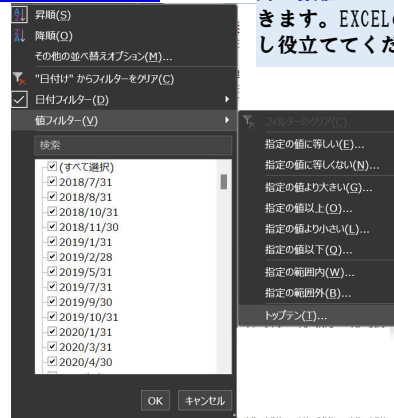 昇順(S)
降順(O)
その他の並べ替えオプション(M)...
"日付け" からフィルターをクリア(C)
日付フィルター(D)
値フィルター(V)
検索
(すべて選択)
2018/7/31
2018/8/31
2018/10/31
2018/11/30
2019/1/31
2019/2/28
2019/5/31
2019/7/31
2019/9/30
2019/10/31
2020/1/31
2020/3/31
2020/4/30
OK キャンセル
きます。EXCEL
し役立ててくだ
フィルターのクリア(C)
指定の値に等しい(E)...
指定の値に等しくない(N)...
指定の値より大きい(G)...
指定の値以上(O)...
指定の値より小さい(L)...
指定の値以下(Q)...
指定の範囲内(W)...
指定の範囲外(B)...
トップテン(T)...